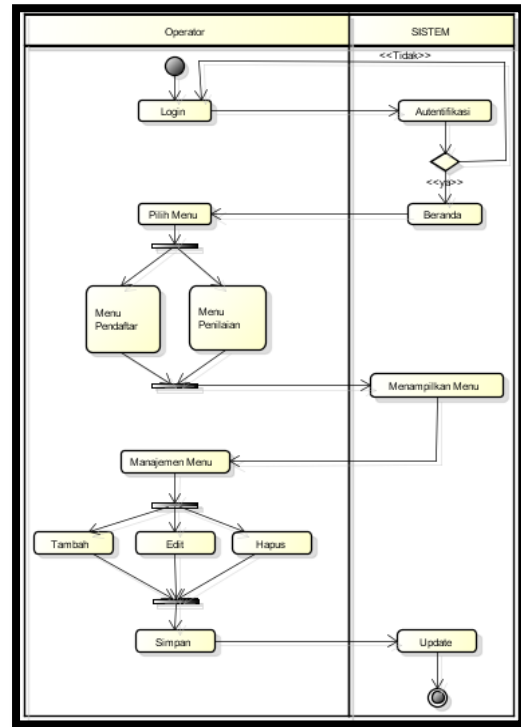 Operator
SISTEM
<<Tidak>>
Login
Autentifikasi
<<ya>>
Pilih Menu
Beranda
Menu
Pendaftar
Menu
Penilaian
Menampilkan Menu
Manajemen Menu
Tambah
Edit
Hapus
Simpan
Update